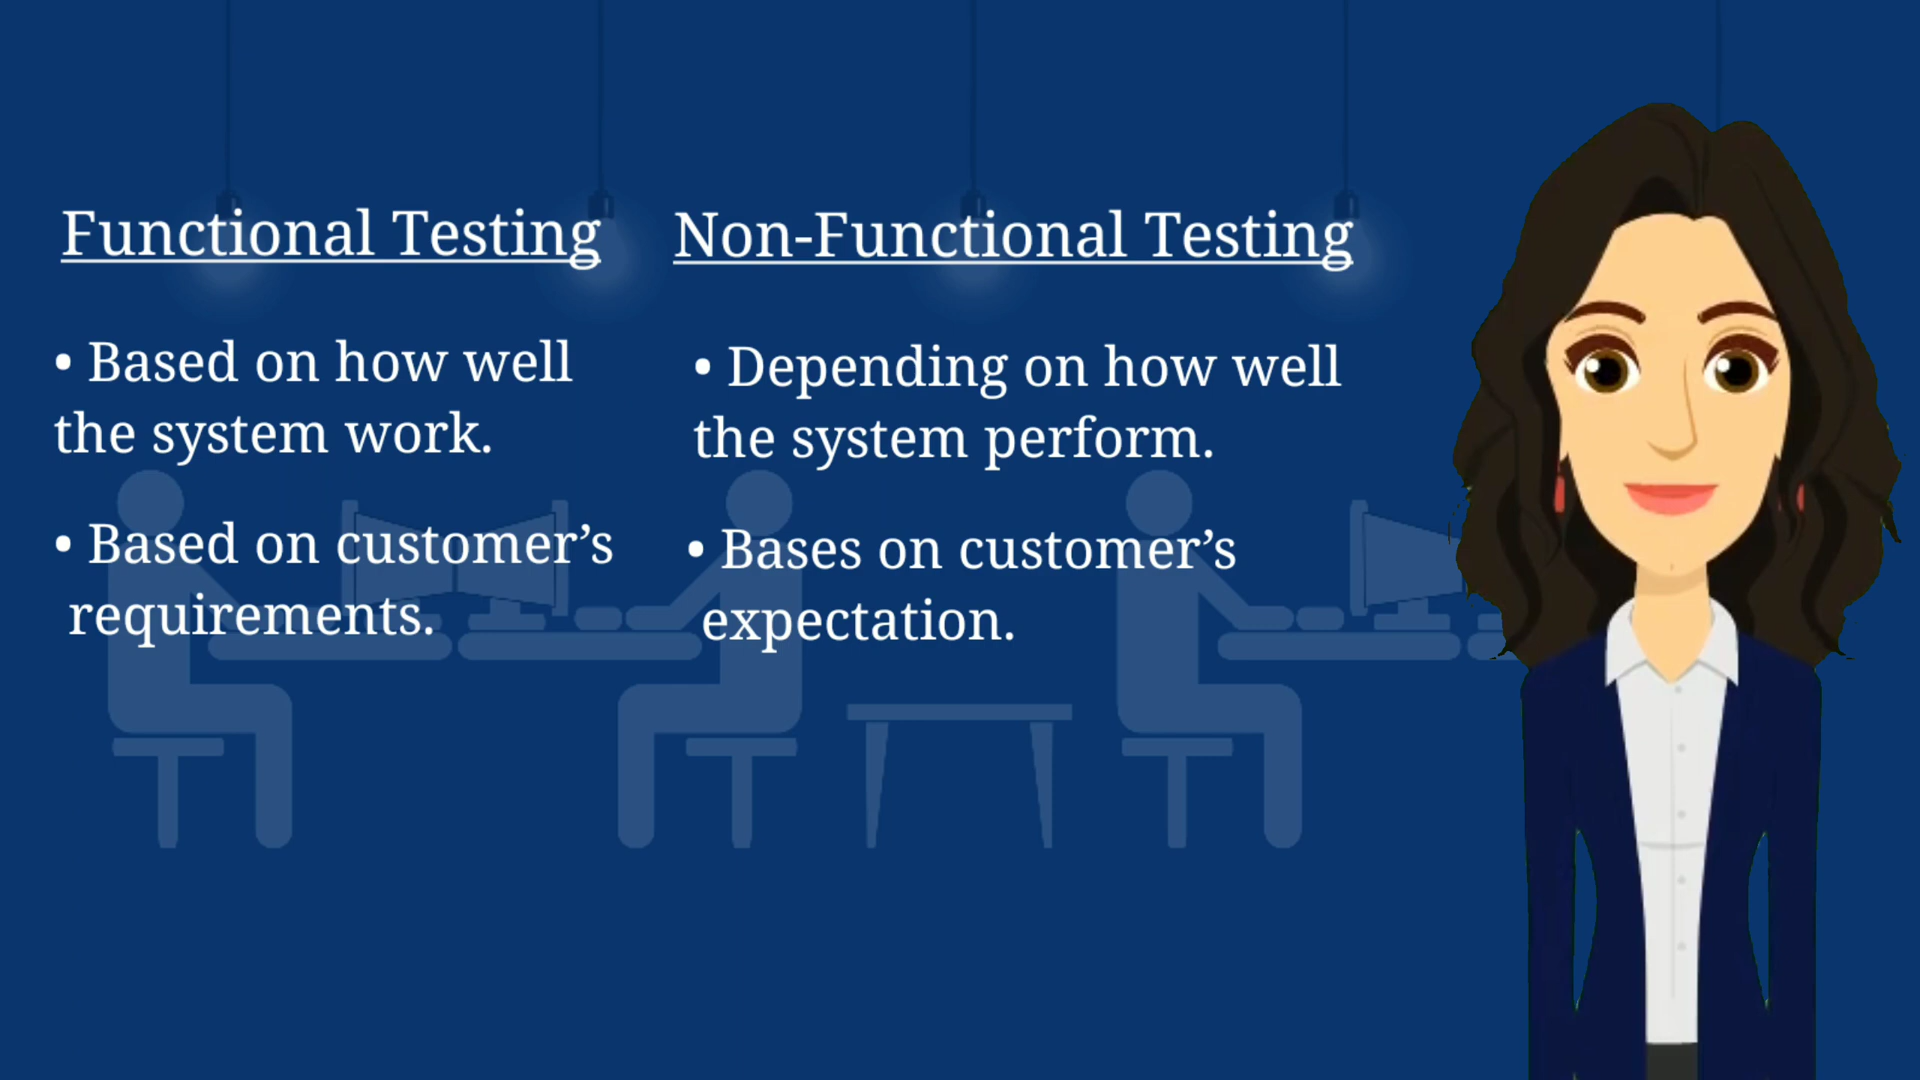 Functional Testing
• Based on how well
the system work.
• Based on customer’s
requirements.
Non-Functional Testing
• Depending on how well
the system perform.
• Bases on customer’s
expectation.